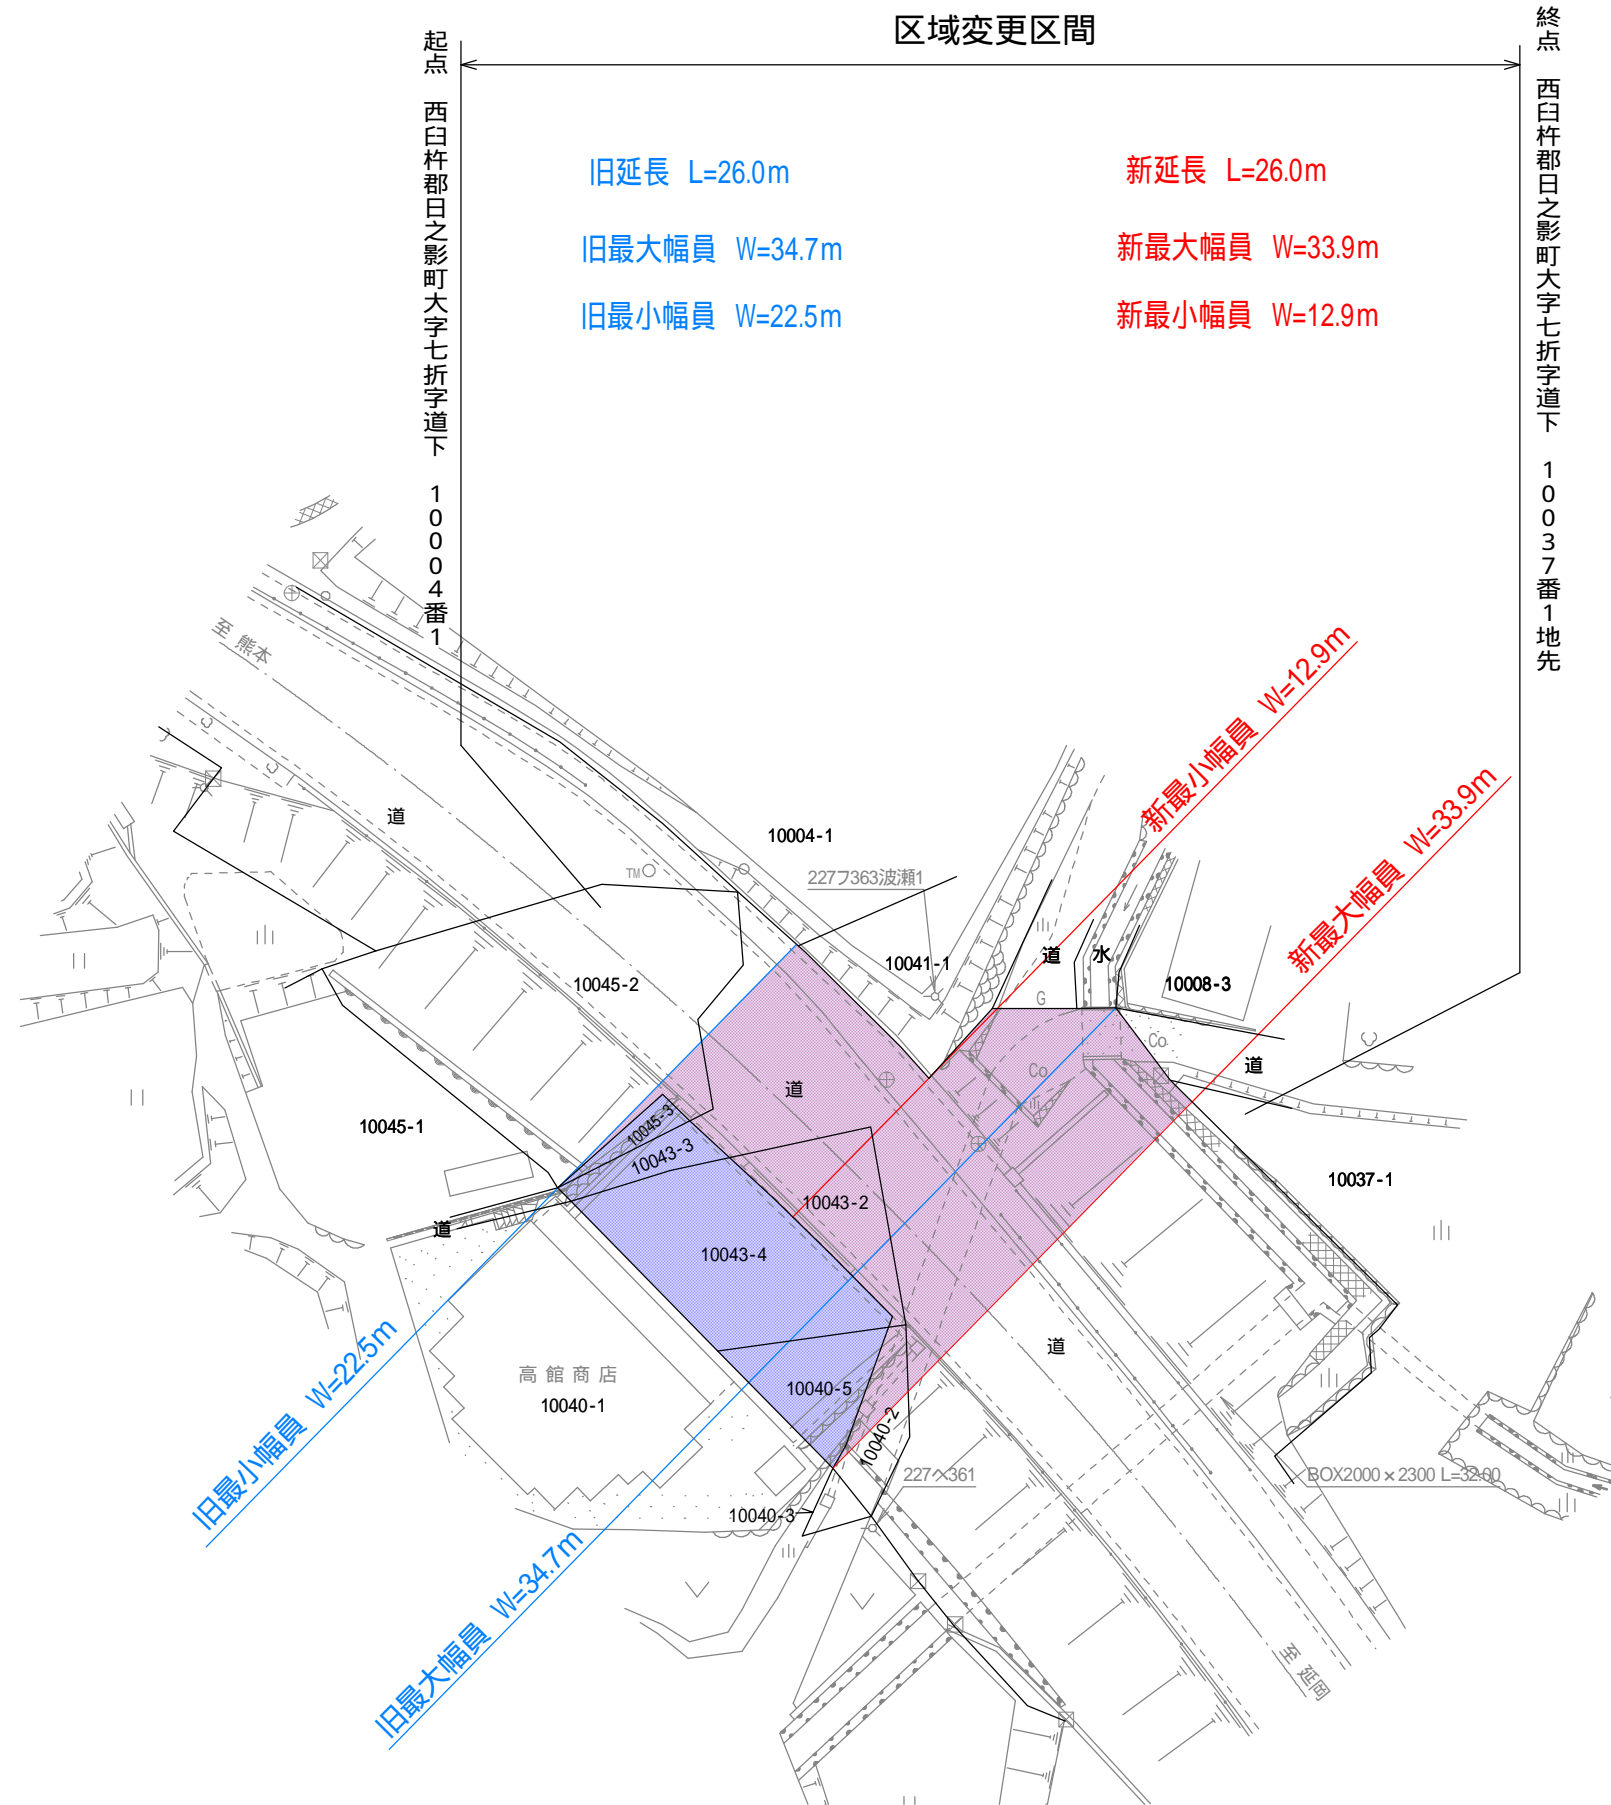 区域変更区間
起点　西臼杵郡日之影町大字七折字道下　10004番1
終点　西臼杵郡日之影町大字七折字道下　10037番1地先
旧延長 L=26.0m
新延長 L=26.0m
旧最大幅員 W=34.7m
新最大幅員 W=33.9m
旧最小幅員 W=22.5m
新最小幅員 W=12.9m
至 熊本
新最小幅員 W=12.9m
新最大幅員 W=33.9m
道
10004-1
TM
227フ363波瀬1
10041-1
道
水
10008-3
10045-2
G
Co
Co
道
道
10045-1
10045-3
10043-3
10043-2
10037-1
道
10043-4
道
高館商店
10040-1
10040-5
10040-2
227へ361
BOX2000×2300 L=32.00
10040-3
旧最小幅員 W=22.5m
旧最大幅員 W=34.7m
至 延岡